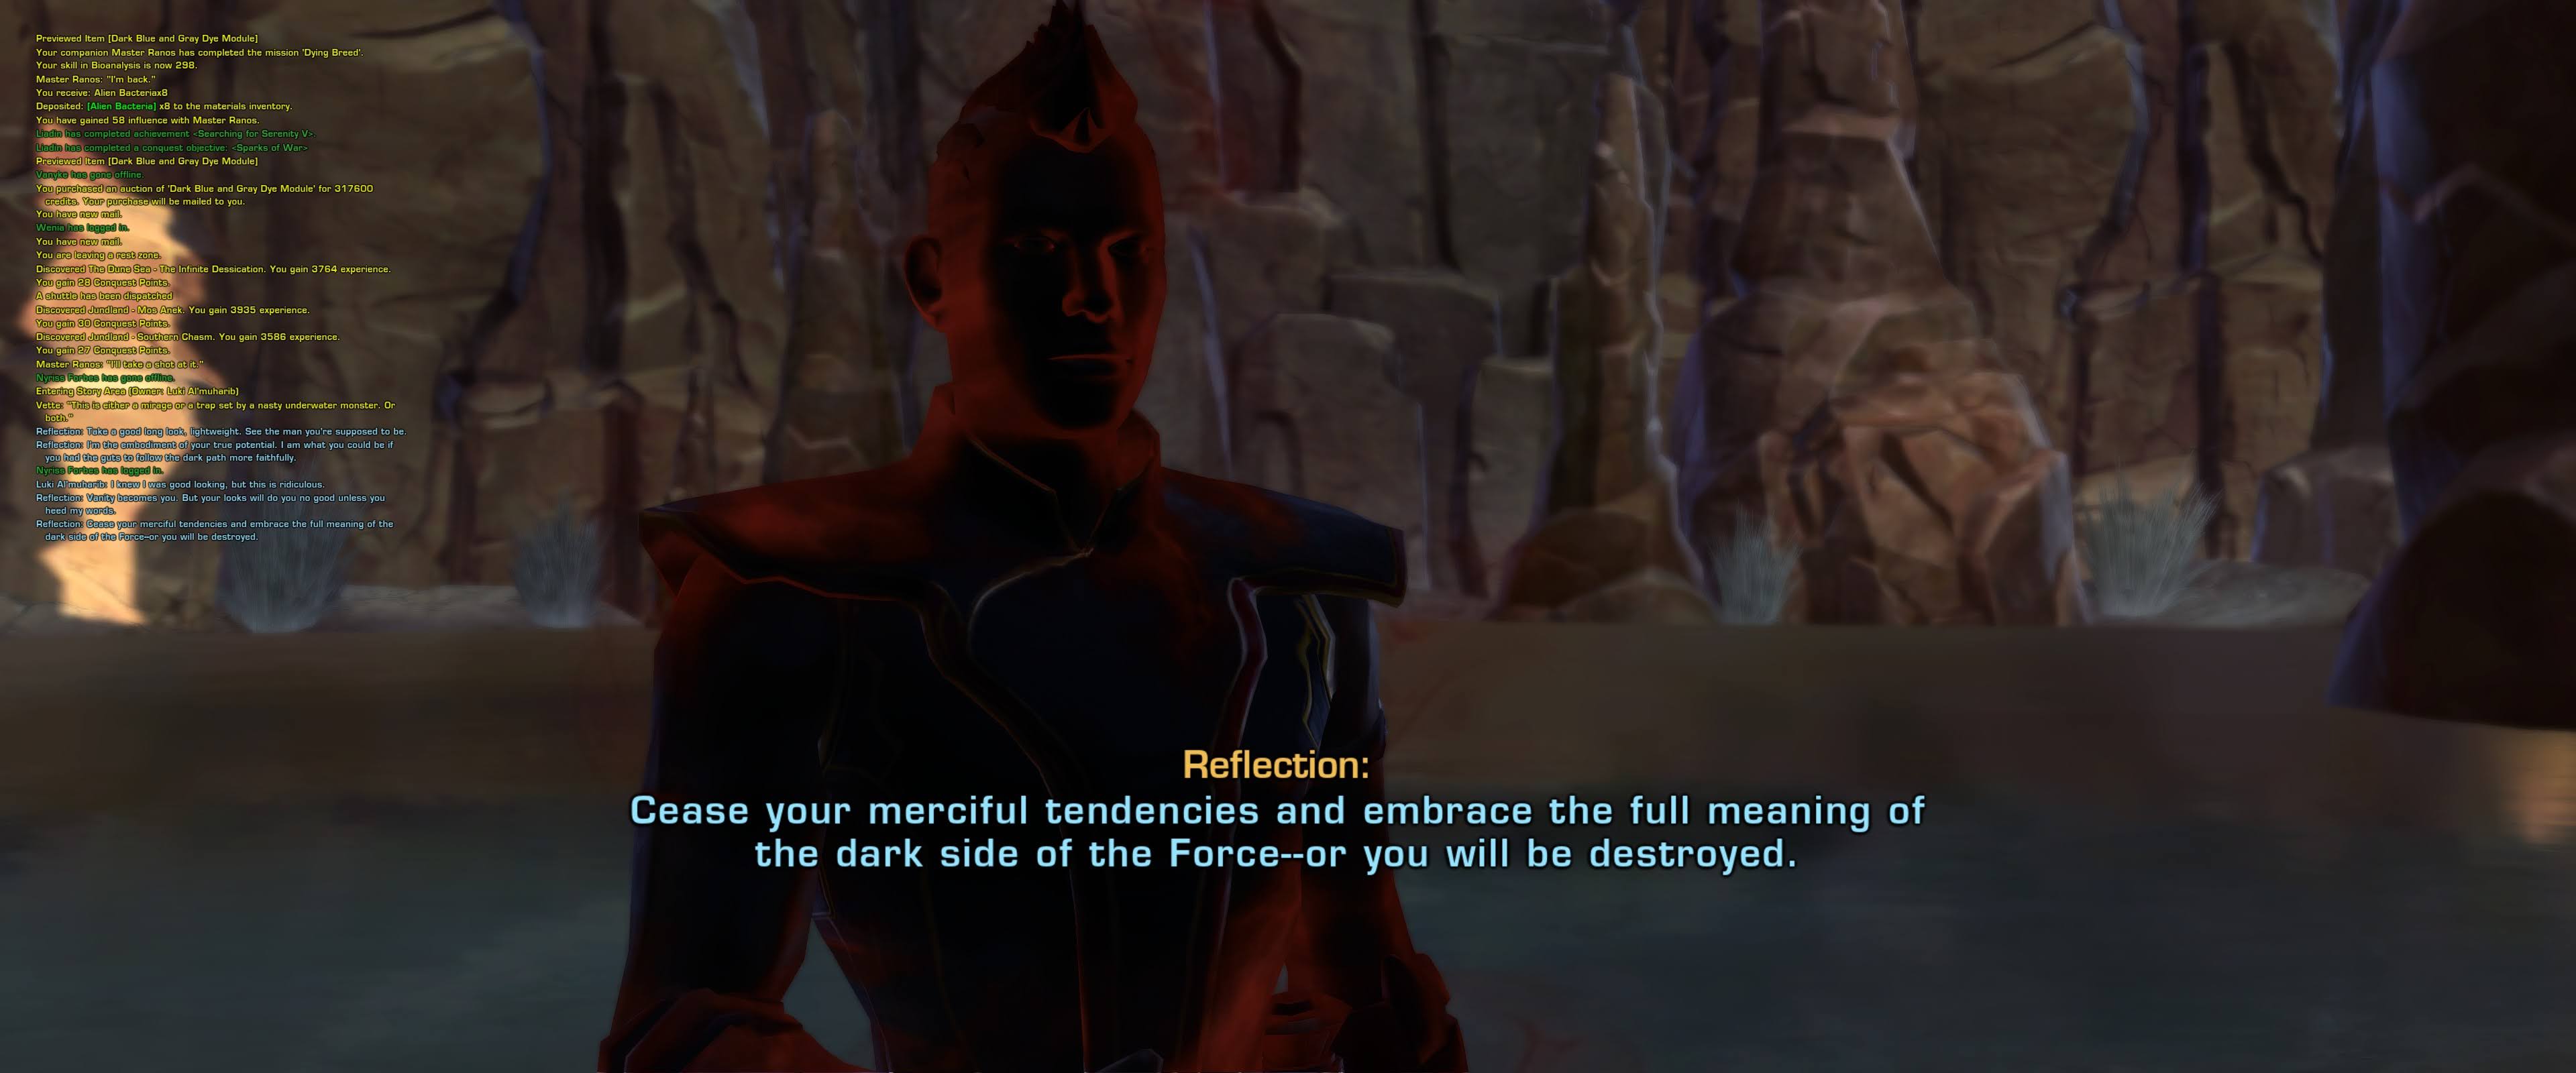 Previewed Item [Dark Blue and Gray Dye Module]
Your companion Master Ranos has completed the mission 'Dying Breed'.
Your skill in Bioanalysis is now 298.
Master Ranos: "I'm back."
You receive: Alien Bacteriax8
Deposited: [Alien Bacteria] x8 to the materials inventory.
You have gained 58 influence with Master Ranos.
Liadin has completed achievement <Searching for Serenity V>
Liadin has completed a conquest objective: <Sparks of War>
Previewed Item [Dark Blue and Gray Dye Module]
Vanyke has gone offline.
You purchased an auction of 'Dark Blue and Gray Dye Module' for 317600
credits. Your purchase will be mailed to you.
You have new mail.
Wenia has logged in.
You have new mail.
You are leaving a rest zone.
Discovered The Dune Sea - The Infinite Dessication. You gain 3764 experience.
You gain 28 Conquest Points.
A shuttle has been dispatched
Discovered Jundland - Mos Anek. You gain 3935 experience.
You gain 30 Conquest Points.
Discovered Jundland - Southern Chasm. You gain 3586 experience.
You gain 27 Conquest Points.
Master Ranos: "I'll take a shot at it."
Nyriss Forbes has gone offline.
Entering Story Area (Owner: Luki Al'muharib)
Vette: "This is either a mirage or a trap set by a nasty underwater monster. Or
both."
Reflection: Take a good long look, lightweight. See the man you're supposed to be.
Reflection: I'm the embodiment of your true potential. I am what you could be if
you had the guts to follow the dark path more faithfully.
Nyriss Forbes has logged in.
Luki Al'muharib: I knew I was good looking, but this is ridiculous.
Reflection: Vanity becomes you. But your looks will do you no good unless you
heed my words.
Reflection: Cease your merciful tendencies and embrace the full meaning of the
dark side of the Force--or you will be destroyed.
Reflection:
Cease your merciful tendencies and embrace the full meaning of
the dark side of the Force--or you will be destroyed.